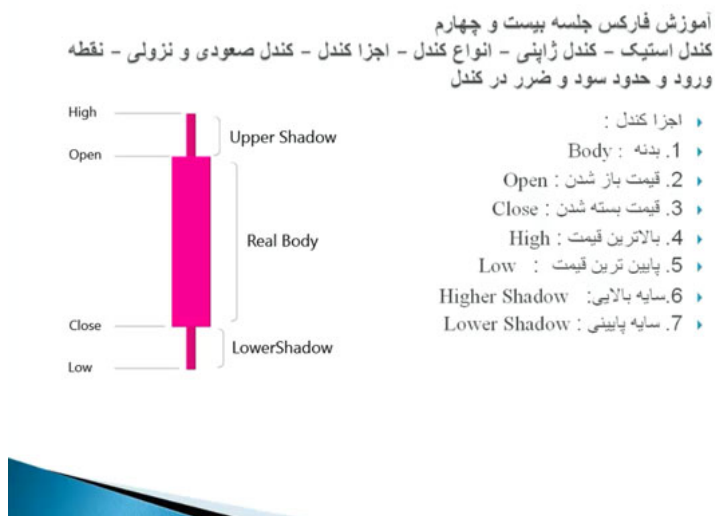 آموزش فارکس جلسه بیست و چهارم
کندل استیک – کندل ژاپنی – انواع کندل – اجزا کندل – کندل صعودی و نزولی – نقطه
ورود و حدود سود و ضرر در کندل
اجزا کندل :
1. بدنه : Body
2. قیمت باز شدن : Open
3. قیمت بسته شدن : Close
4. بالاترین قیمت : High
5. پایین ترین قیمت : Low
6.سایه بالایی: Higher Shadow
7. سایه پایینی : Lower Shadow
High
Upper Shadow
Open
Real Body
Close
LowerShadow
Low